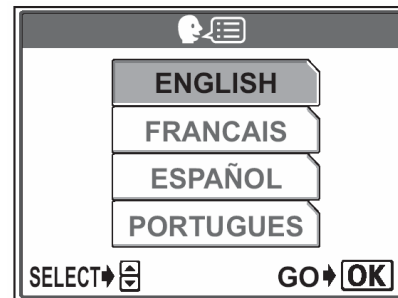 ENGLISH
FRANCAIS
ESPAÑOL
PORTUGUES
SELECT GO OK